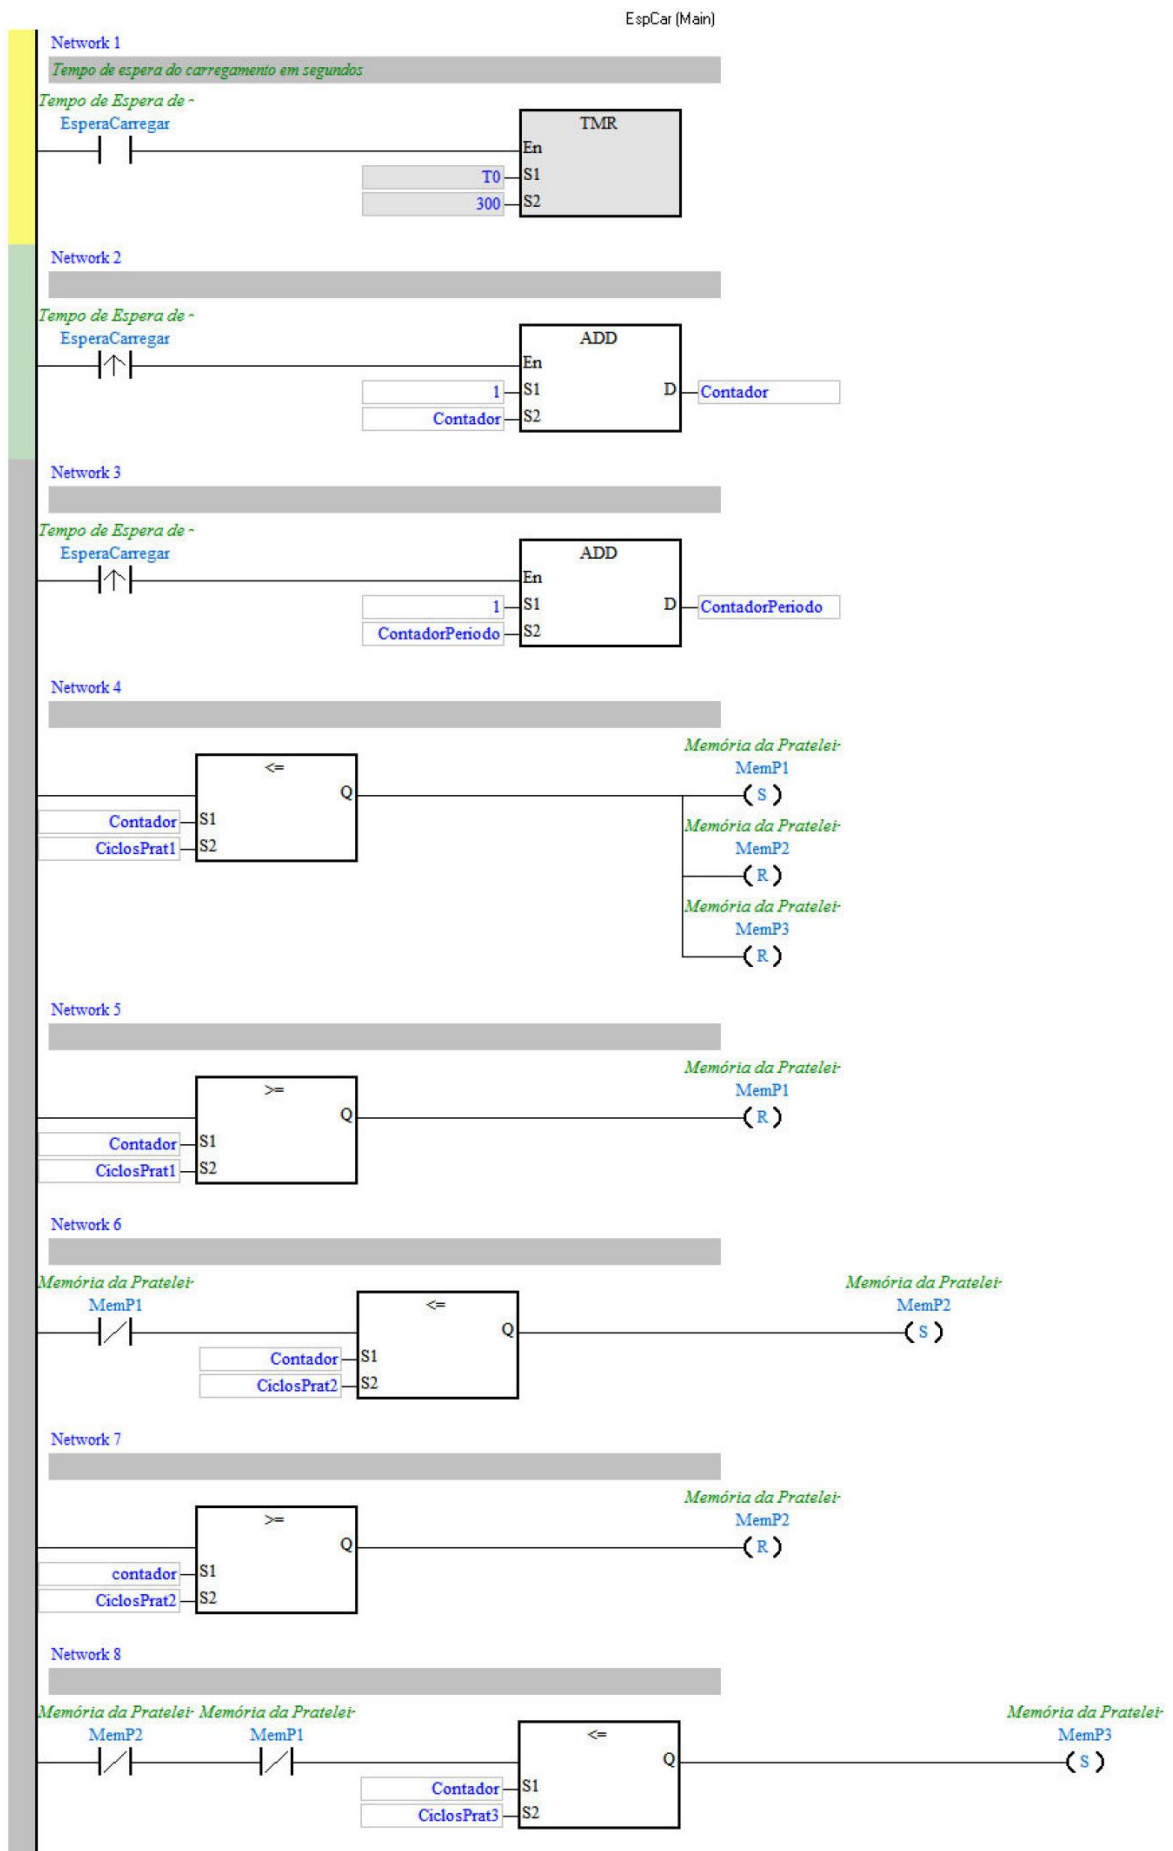 EspCar (Main)
Network 1
Tempo de espera do carregamento em segundos
Tempo de Espera de -
EsperaCarregar
TMR
En
T0 S1
300 S2
Network 2
Tempo de Espera de -
EsperaCarregar
ADD
En
1 S1 D Contador
Contador S2
Network 3
Tempo de Espera de -
EsperaCarregar
ADD
En
1 S1 D ContadorPeriodo
ContadorPeriodo S2
Network 4
Memória da Pratelei-
<= MemP1
Q S
Contador S1 Memória da Pratelei-
CiclosPrat1 S2 MemP2
R
Memória da Pratelei-
MemP3
R
Network 5
Memória da Pratelei-
>= MemP1
Q R
Contador S1
CiclosPrat1 S2
Network 6
Memória da Pratelei- Memória da Pratelei-
MemP1 <= MemP2
Q S
Contador S1
CiclosPrat2 S2
Network 7
Memória da Pratelei-
>= MemP2
Q R
contador S1
CiclosPrat2 S2
Network 8
Memória da Pratelei- Memória da Pratelei- Memória da Pratelei-
MemP2 MemP1 <= MemP3
Q S
Contador S1
CiclosPrat3 S2